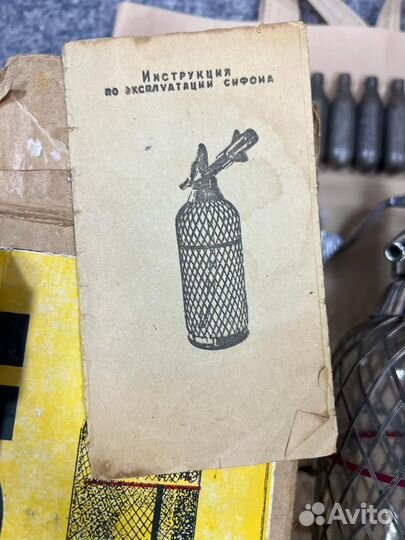 Инструкция
по эксплуатации сифона
Avito